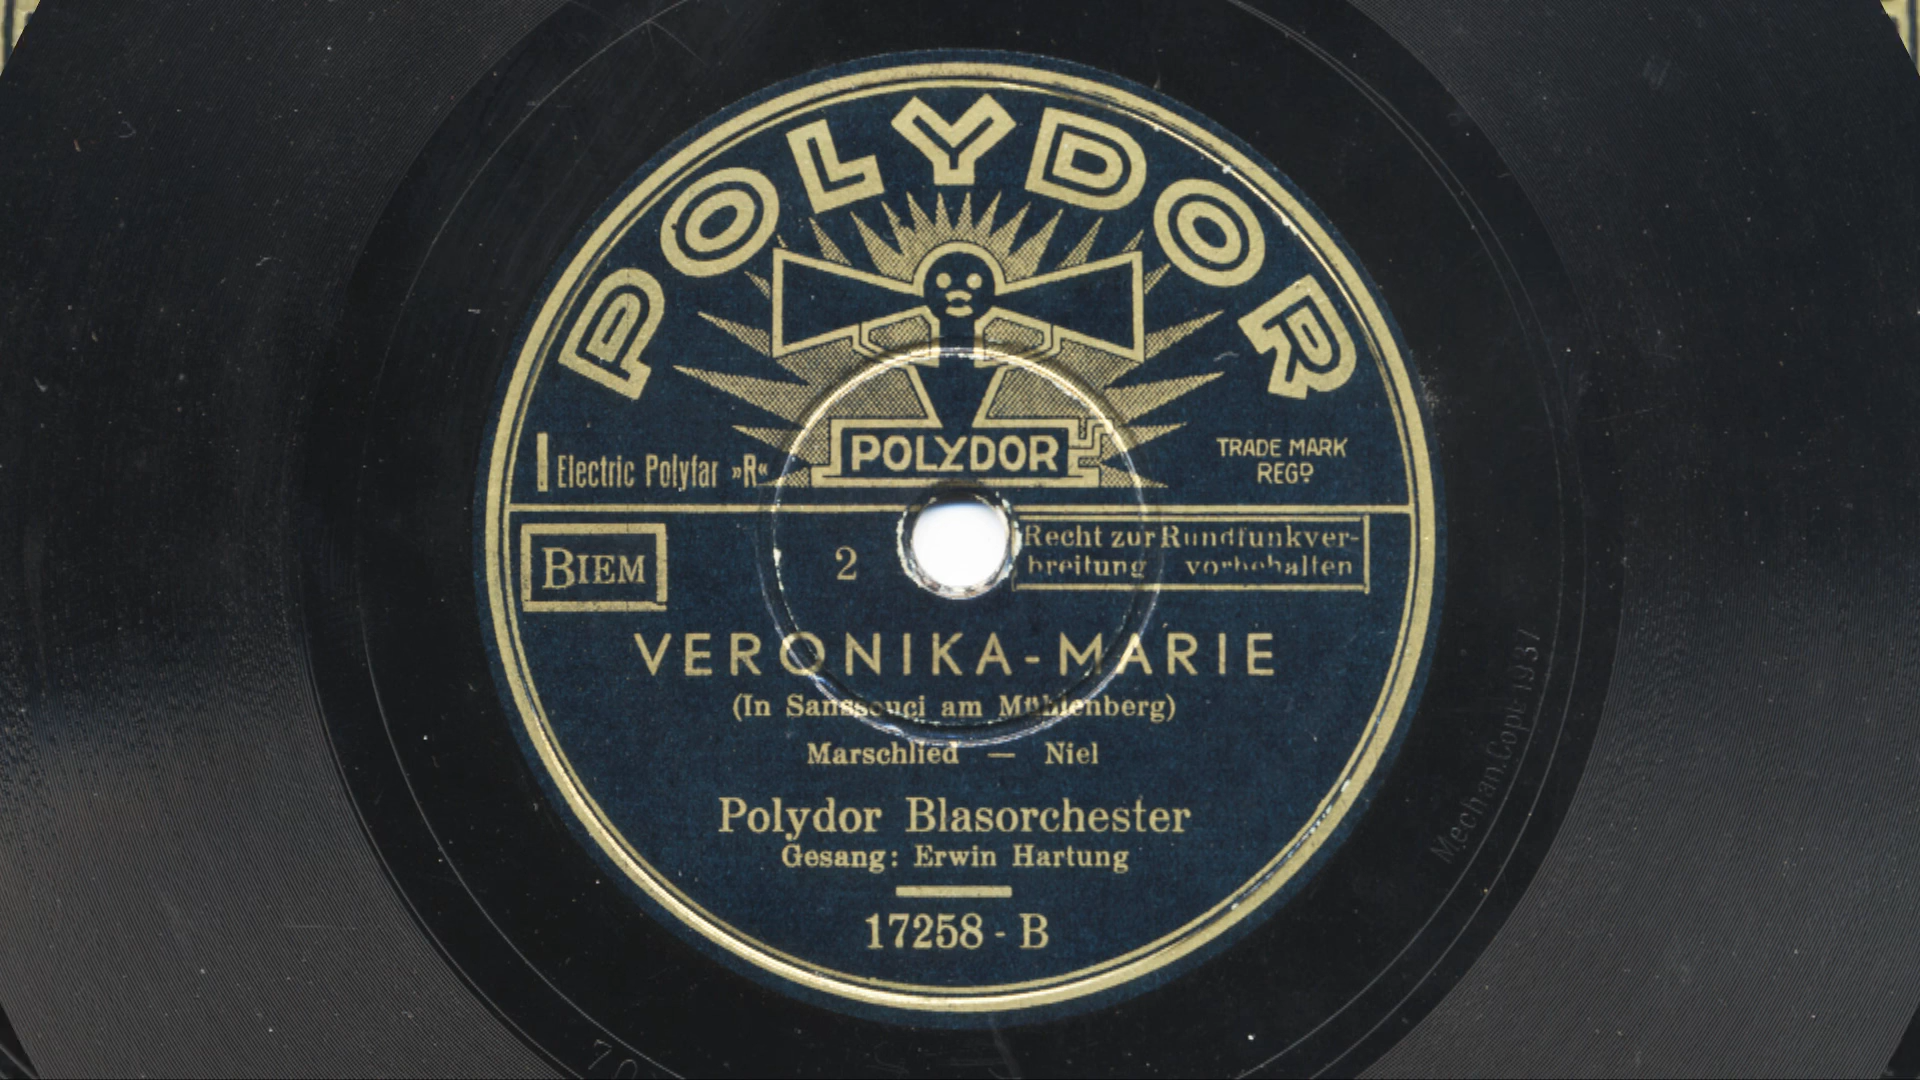 POLYDOR
POLYDOR
Electric Polyfar »R«
TRADE MARK
REGD
BIEM
2
Recht zur Rundfunkver-
breitung vorbehalten
VERONIKA-MARIE
(In Sanssouci am Mühlenberg)
Marschlied — Niel
Polydor Blasorchester
Gesang: Erwin Hartung
17258 - B
Mechan. Copr. 1937